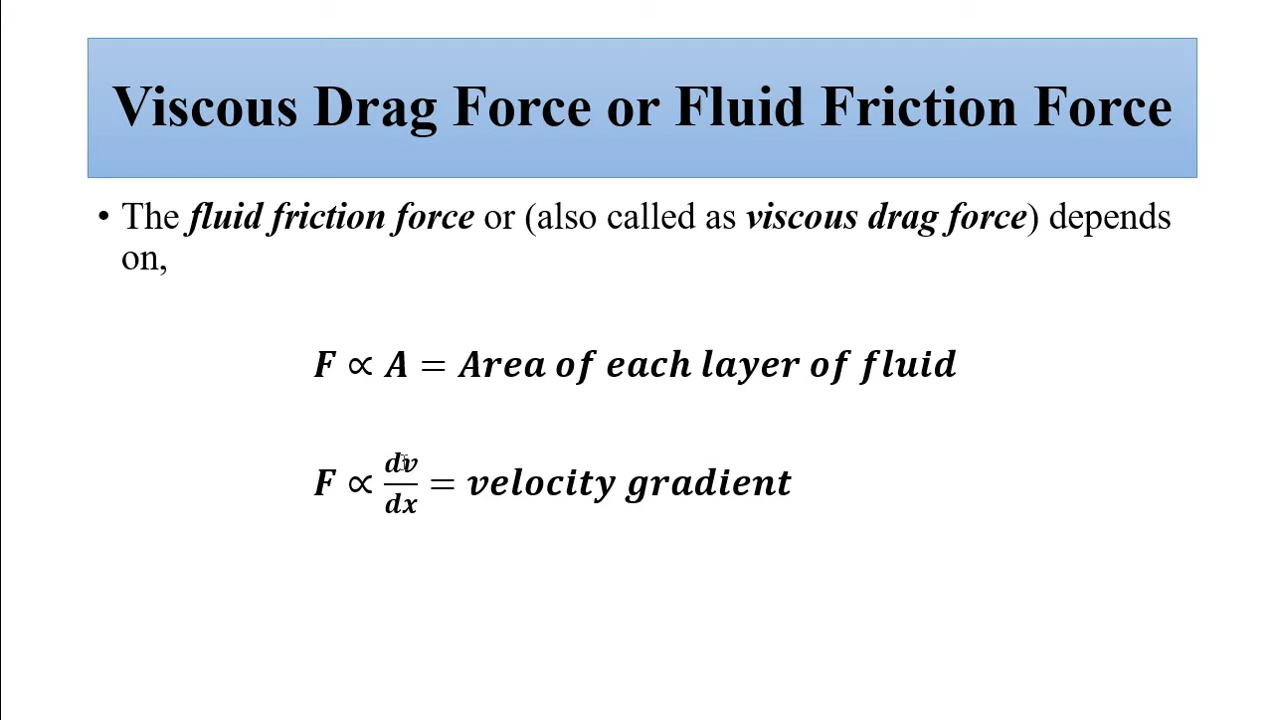 Viscous Drag Force or Fluid Friction Force
• The fluid friction force or (also called as viscous drag force) depends
on,
F ∝ A = Area of each layer of fluid
F ∝ dv/dx = velocity gradient